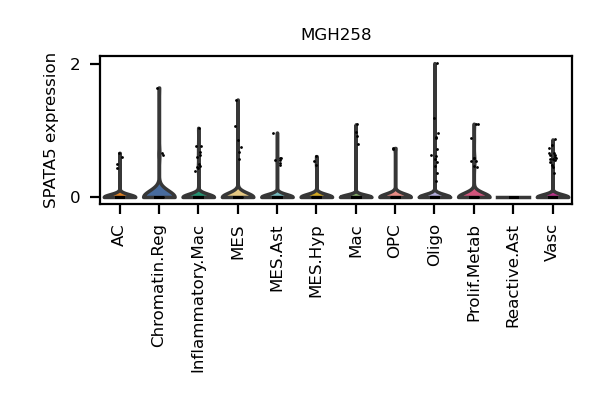 MGH258
SPATA5 expression
2
0
AC
Chromatin.Reg
Inflammatory.Mac
MES
MES.Ast
MES.Hyp
Mac
OPC
Oligo
Prolif.Metab
Reactive.Ast
Vasc